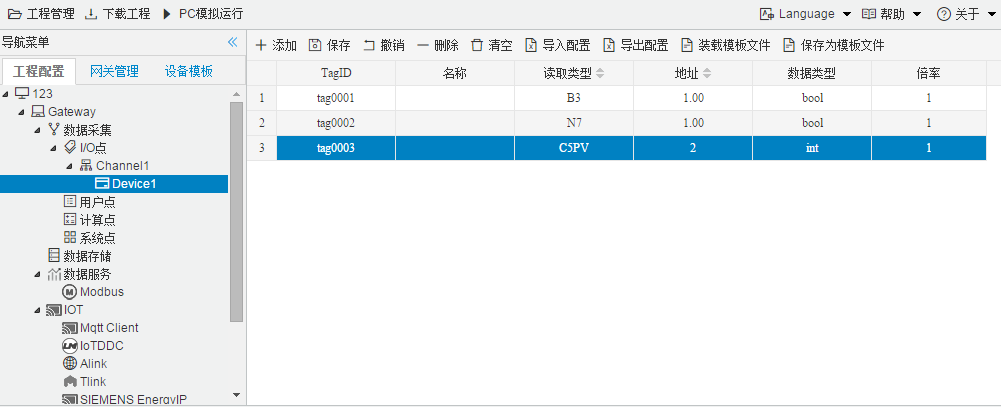 工程管理 下载工程 PC模拟运行 Language 帮助 关于
导航菜单
工程配置 网关管理 设备模板
123
Gateway
数据采集
I/O点
Channel1
Device1
用户点
计算点
系统点
数据存储
数据服务
Modbus
IOT
Mqtt Client
IoTDDC
Alink
Tlink
SIEMENS EnergyIP
添加 保存 撤销 删除 清空 导入配置 导出配置 装载模板文件 保存为模板文件
TagID 名称 读取类型 地址 数据类型 倍率
1 tag0001 B3 1.00 bool 1
2 tag0002 N7 1.00 bool 1
3 tag0003 C5PV 2 int 1